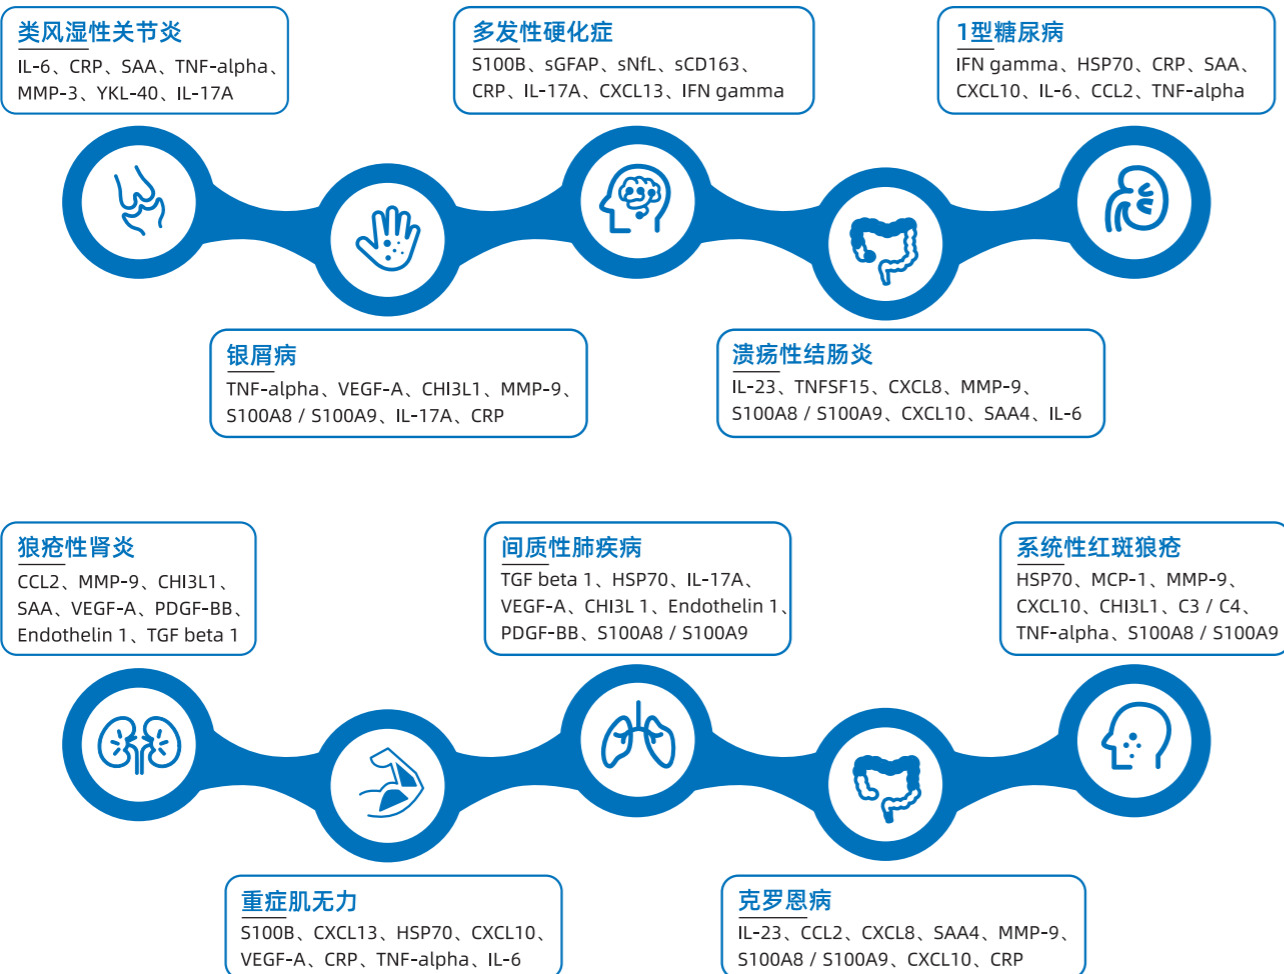 类风湿性关节炎
IL-6、CRP、SAA、TNF-alpha、
MMP-3、YKL-40、IL-17A
多发性硬化症
S100B、sGFAP、sNfL、sCD163、
CRP、IL-17A、CXCL13、IFN gamma
1型糖尿病
IFN gamma、HSP70、CRP、SAA、
CXCL10、IL-6、CCL2、TNF-alpha
银屑病
TNF-alpha、VEGF-A、CHI3L1、MMP-9、
S100A8 / S100A9、IL-17A、CRP
溃疡性结肠炎
IL-23、TNFSF15、CXCL8、MMP-9、
S100A8 / S100A9、CXCL10、SAA4、IL-6
狼疮性肾炎
CCL2、MMP-9、CHI3L1、
SAA、VEGF-A、PDGF-BB、
Endothelin 1、TGF beta 1
间质性肺疾病
TGF beta 1、HSP70、IL-17A、
VEGF-A、CHI3L 1、Endothelin 1、
PDGF-BB、S100A8 / S100A9
系统性红斑狼疮
HSP70、MCP-1、MMP-9、
CXCL10、CHI3L1、C3 / C4、
TNF-alpha、S100A8 / S100A9
重症肌无力
S100B、CXCL13、HSP70、CXCL10、
VEGF-A、CRP、TNF-alpha、IL-6
克罗恩病
IL-23、CCL2、CXCL8、SAA4、MMP-9、
S100A8 / S100A9、CXCL10、CRP